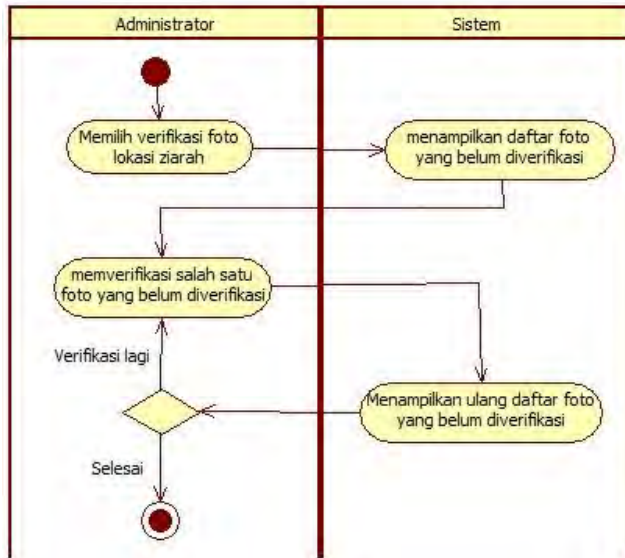 Administrator
Sistem
Memilih verifikasi foto
lokasi ziarah
menampilkan daftar foto
yang belum diverifikasi
memverifikasi salah satu
foto yang belum diverifikasi
Menampilkan ulang daftar foto
yang belum diverifikasi
Verifikasi lagi
Selesai